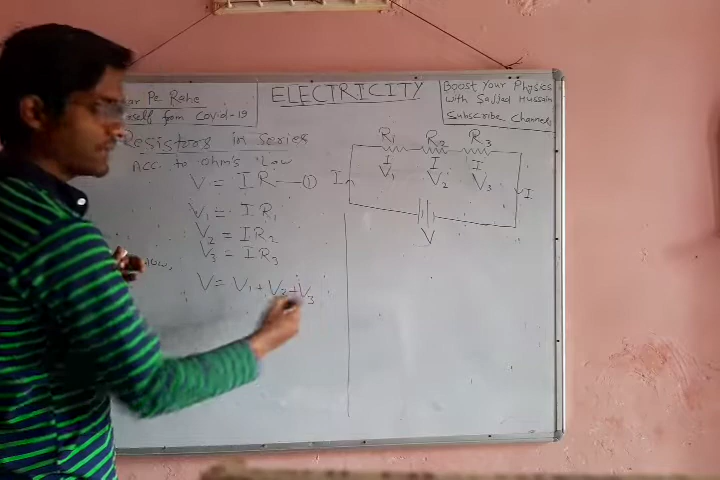 ar Pe Rahe
self from Covid-19
ELECTRICITY
Boost Your Physics
with Sajjad Hussain
Subscribe Channel
Resistors in Series
Acc. to Ohm's Law
V = IR — ①
V₁ = IR₁
V₂ = IR₂
V₃ = IR₃
V = V₁ + V₂ + V₃
R₁ R₂ R₃
I I I
V₁ V₂ V₃
I I
V